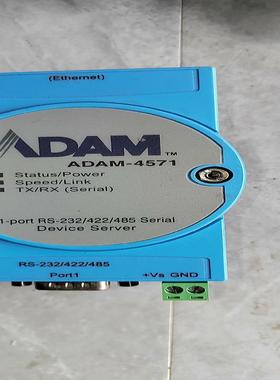 (Ethernet)
ADAM™
ADAM-4571
Status/Power
Speed/Link
TX/RX (Serial)
1-port RS-232/422/485 Serial
Device Server
RS-232/422/485
Port1
+Vs GND